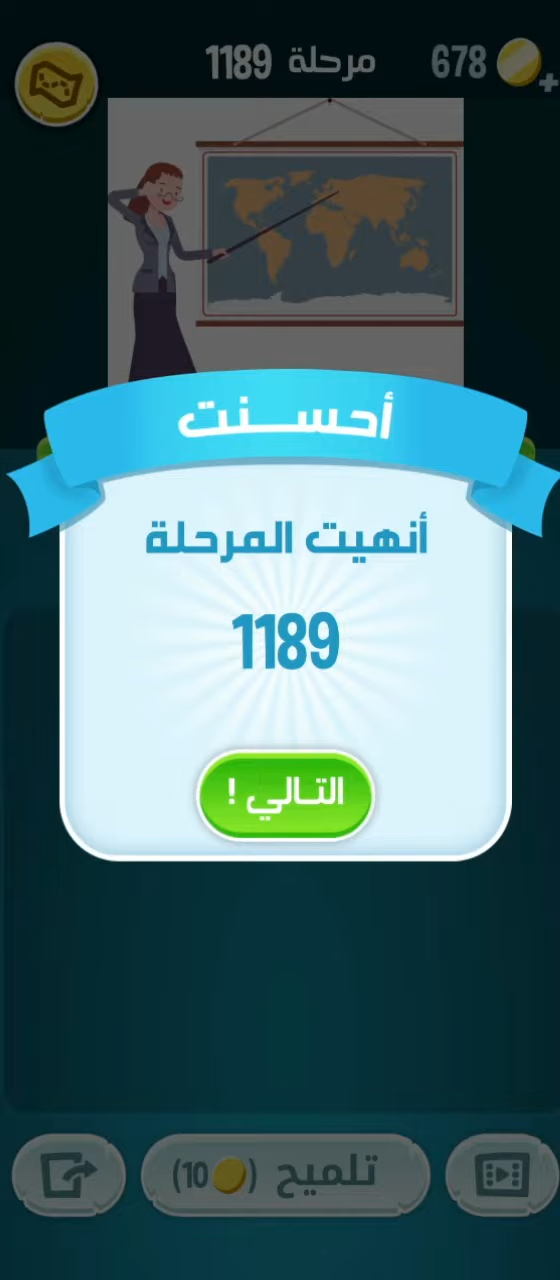 مرحلة 1189
678
أحسنت
أنهيت المرحلة
1189
التالي !
تلميح (10)